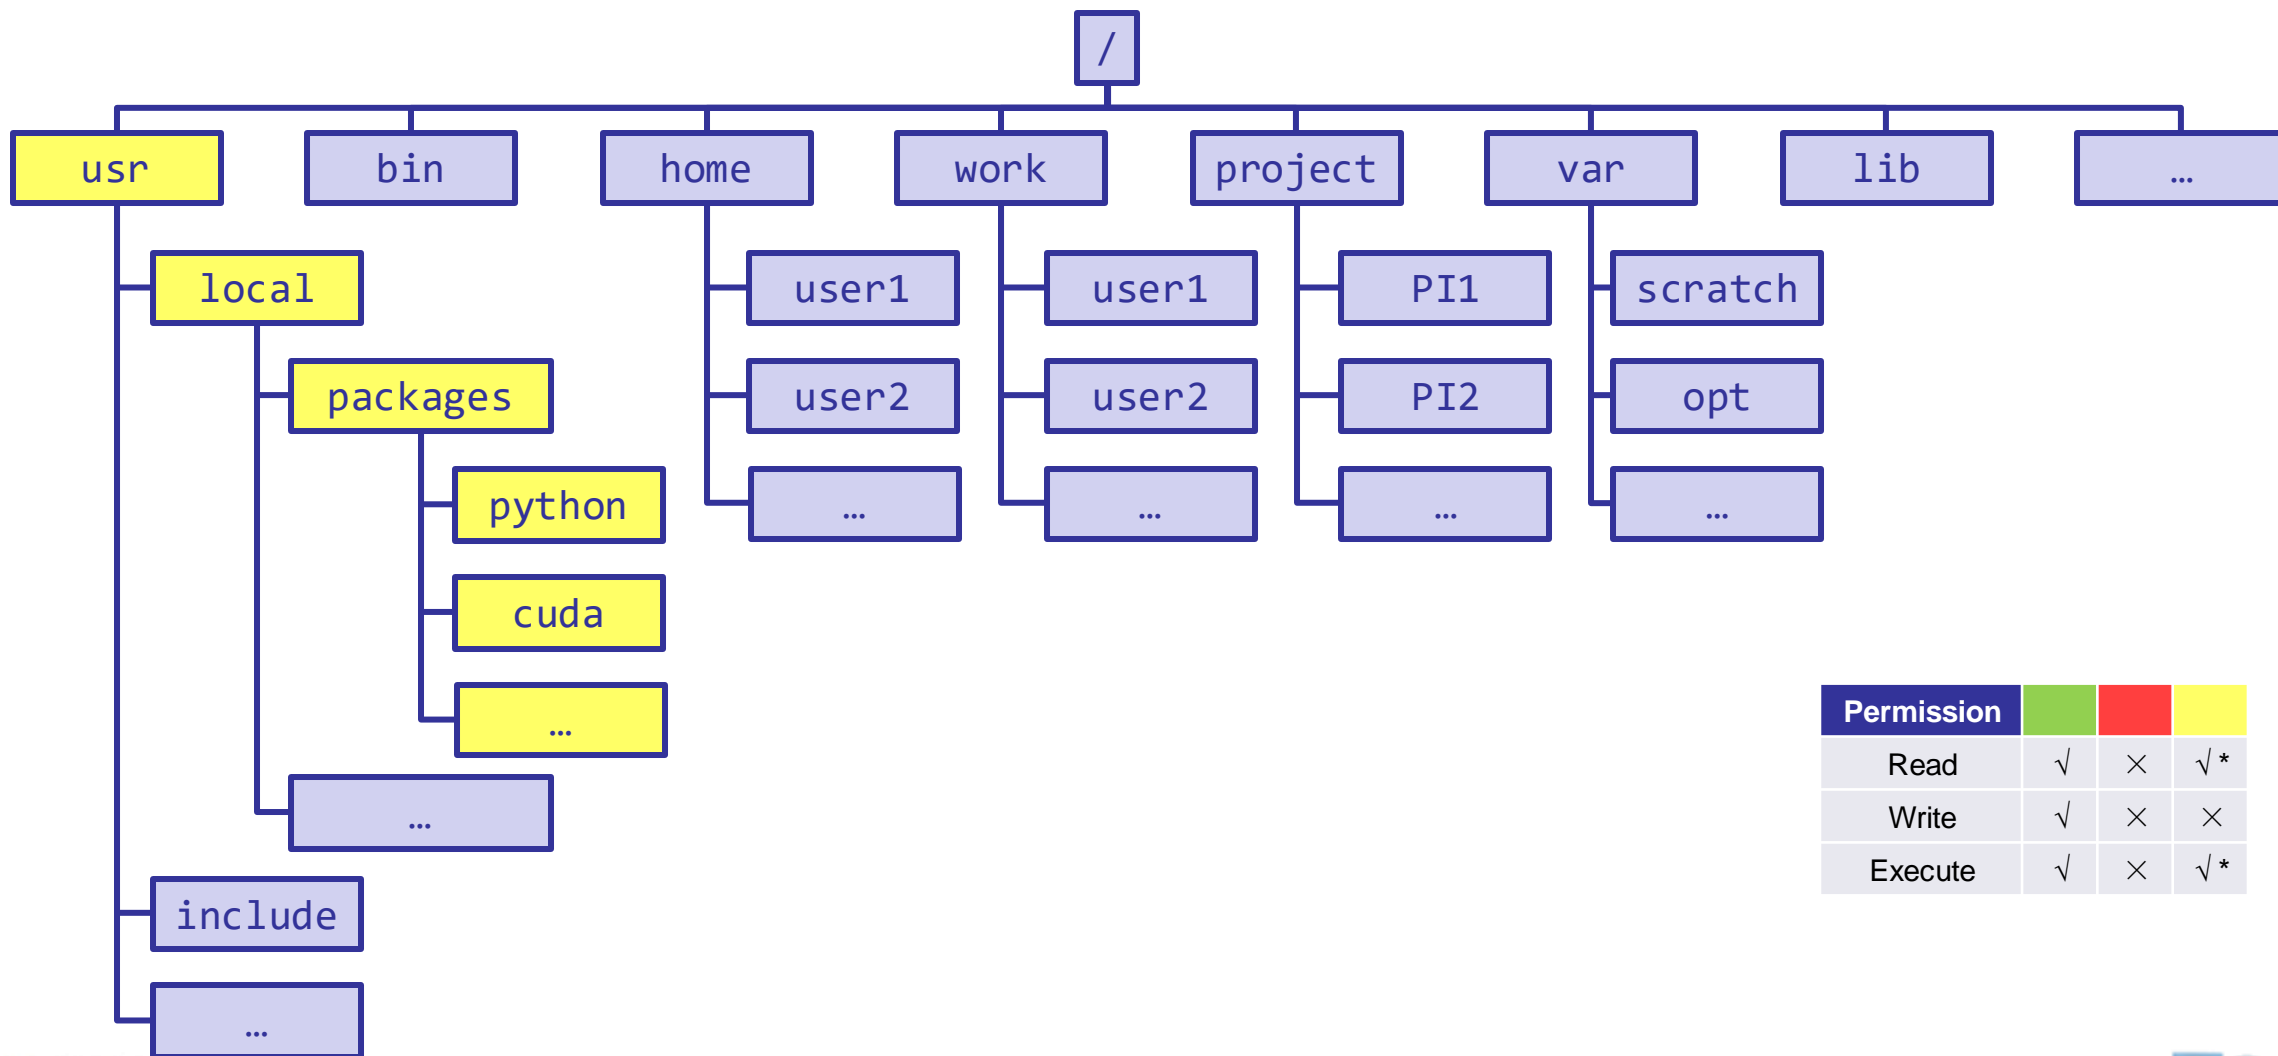 /
usr bin home work project var lib …
local user1 user1 PI1 scratch
packages user2 user2 PI2 opt
python … … … …
cuda
…
…
include
…
Permission
Read √ × √ *
Write √ × ×
Execute √ × √ *